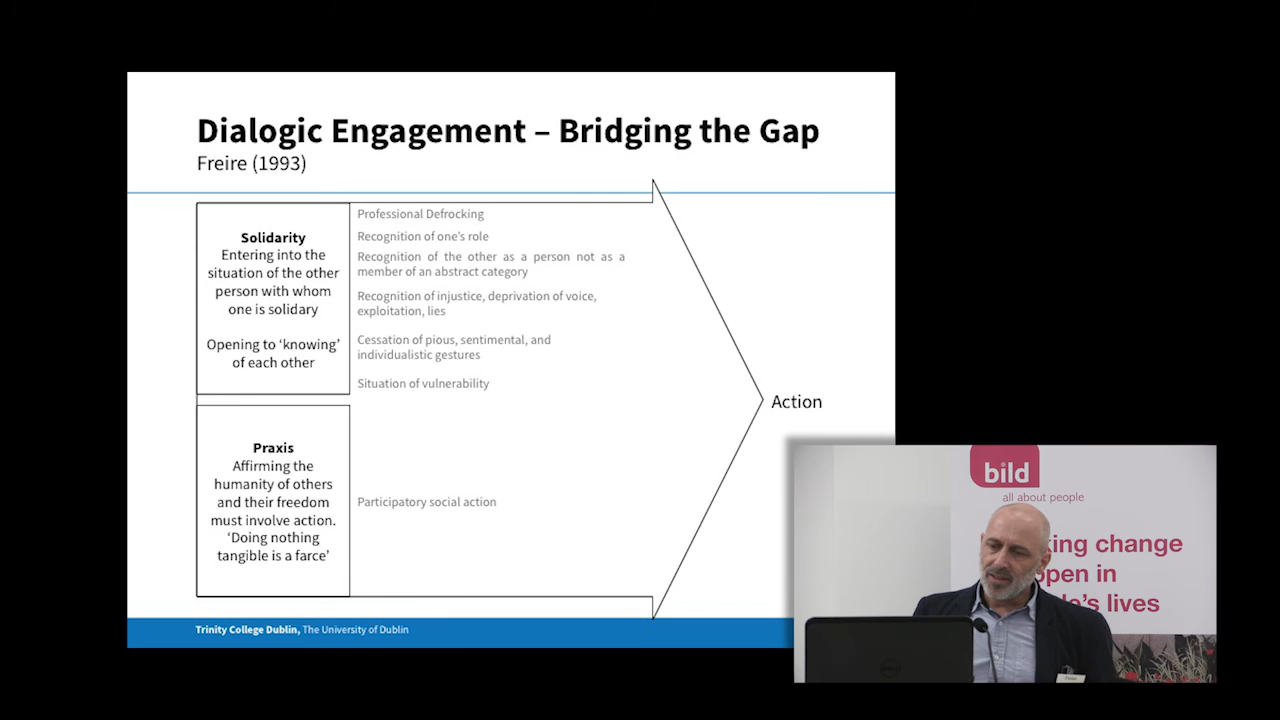 Dialogic Engagement – Bridging the Gap
Freire (1993)
Solidarity
Entering into the
situation of the other
person with whom
one is solidary
Opening to ‘knowing’
of each other
Professional Defrocking
Recognition of one’s role
Recognition of the other as a person not as a
member of an abstract category
Recognition of injustice, deprivation of voice,
exploitation, lies
Cessation of pious, sentimental, and
individualistic gestures
Situation of vulnerability
Praxis
Affirming the
humanity of others
and their freedom
must involve action.
‘Doing nothing
tangible is a farce’
Participatory social action
Action
Trinity College Dublin, The University of Dublin
bild
all about people
king change
open in
lives